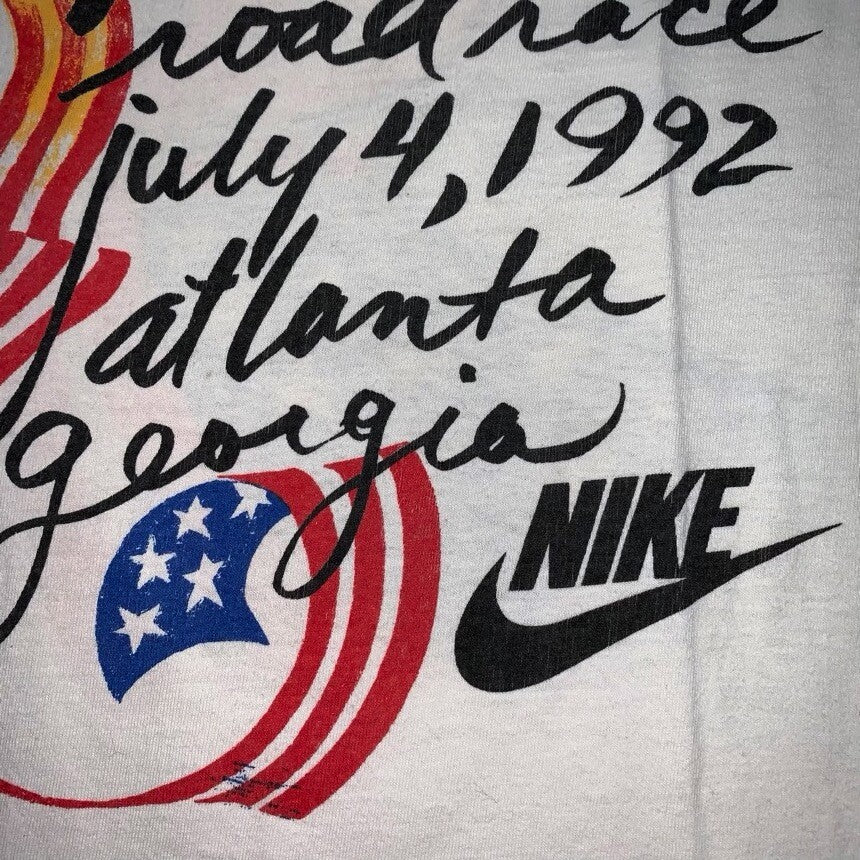 road race
july 4, 1992
atlanta
georgia
NIKE